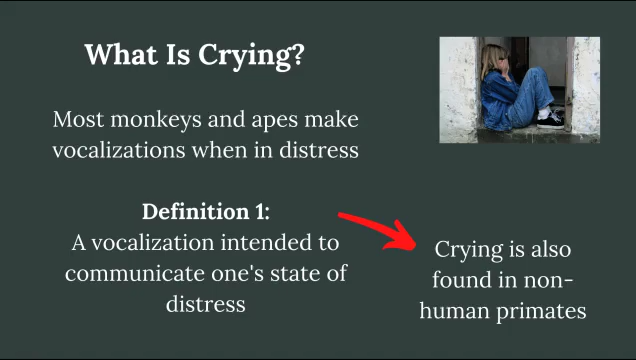 What Is Crying?
Most monkeys and apes make
vocalizations when in distress
Definition 1:
A vocalization intended to
communicate one's state of
distress
Crying is also
found in non-
human primates